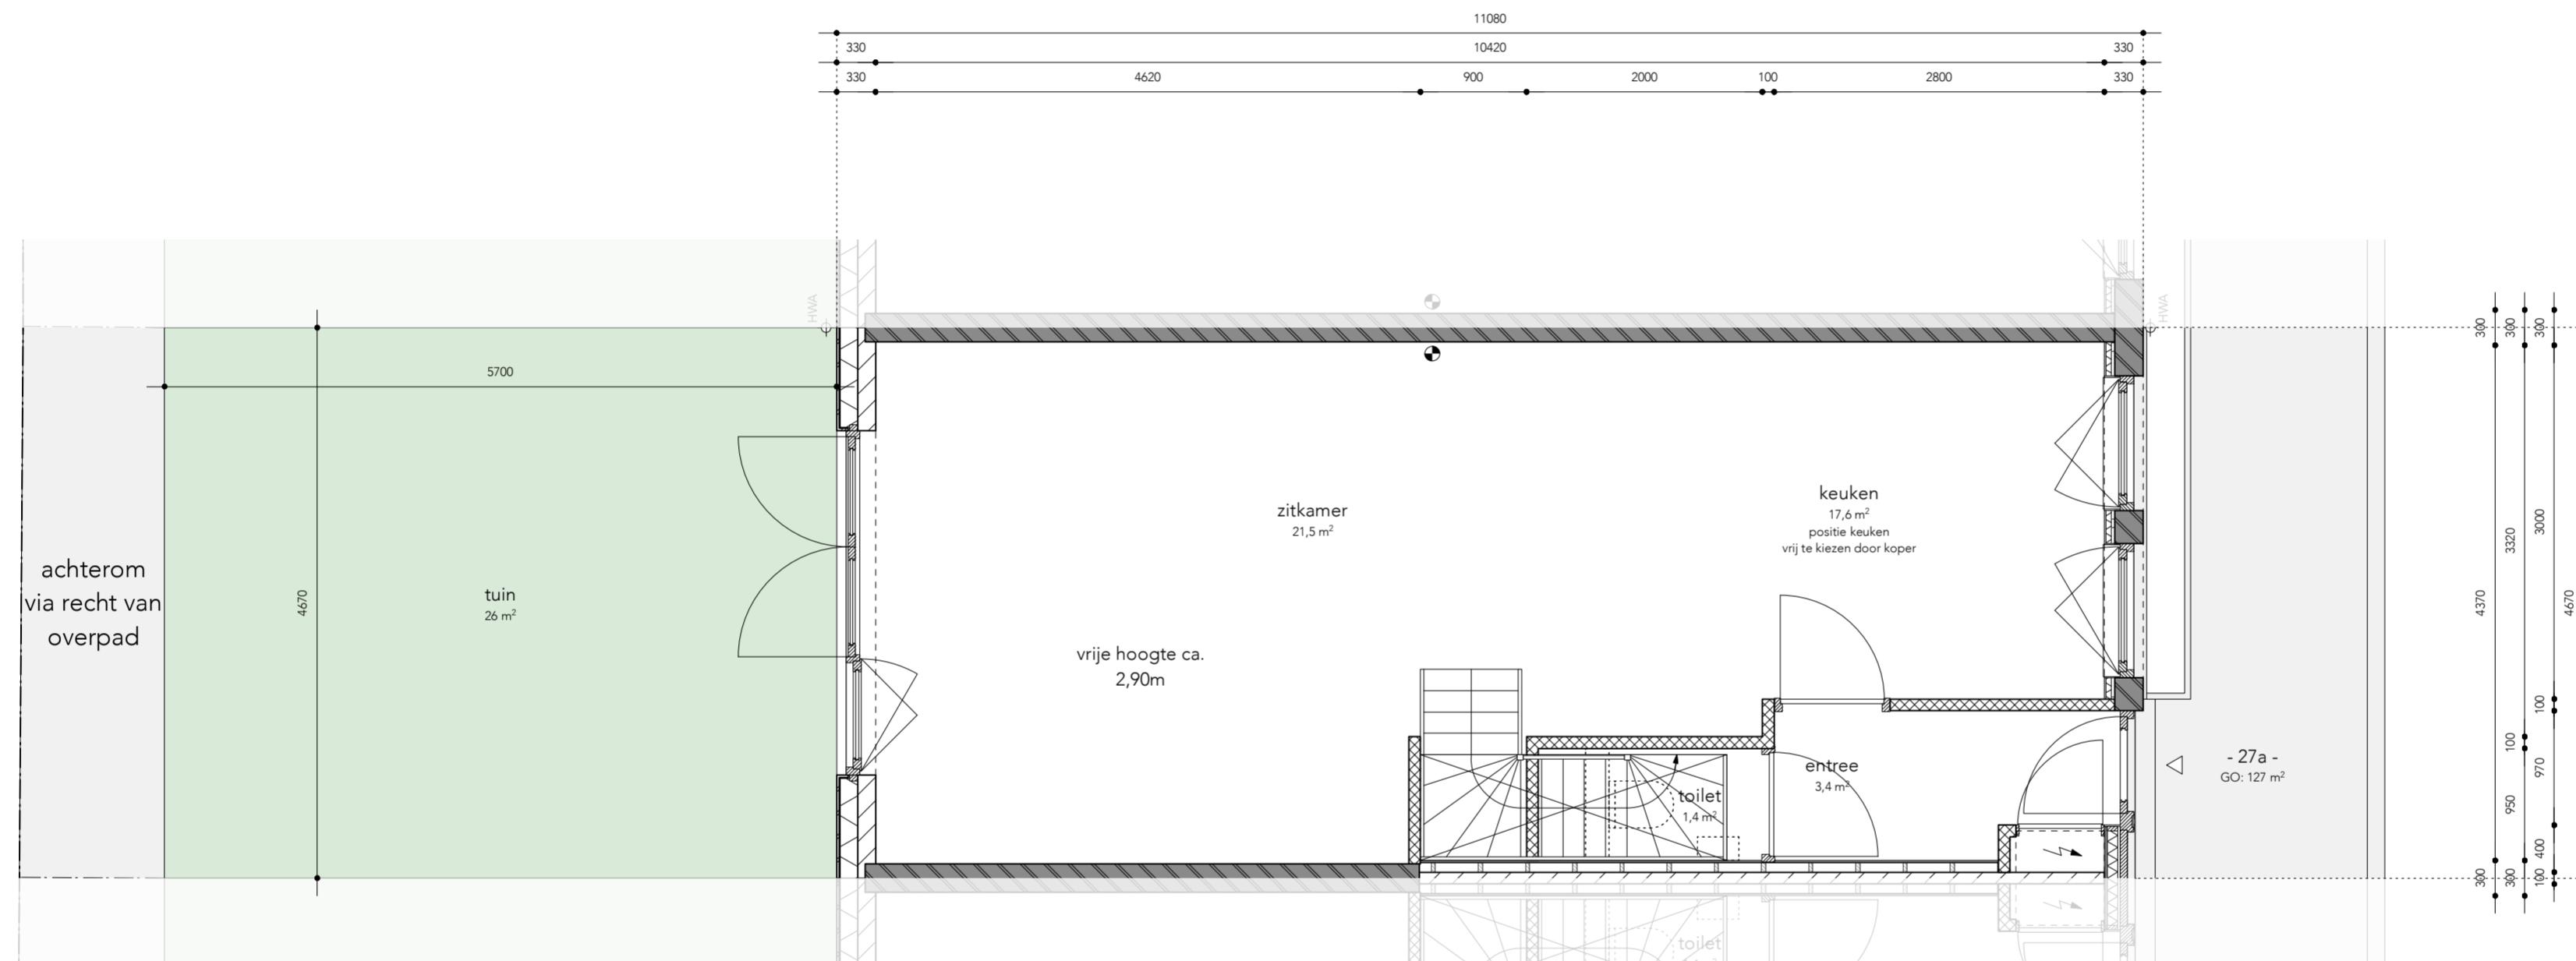 11080
330
10420
330
330
4620
900
2000
100
2800
330
HWA
HWA
5700
4670
tuin
26 m²
achterom
via recht van
overpad
zitkamer
21,5 m²
vrije hoogte ca.
2,90m
keuken
17,6 m²
positie keuken
vrij te kiezen door koper
entree
3,4 m²
toilet
1,4 m²
toilet
- 27a -
GO: 127 m²
300
300
300
4370
3320
3000
4670
100
100
970
950
400
300
300
100